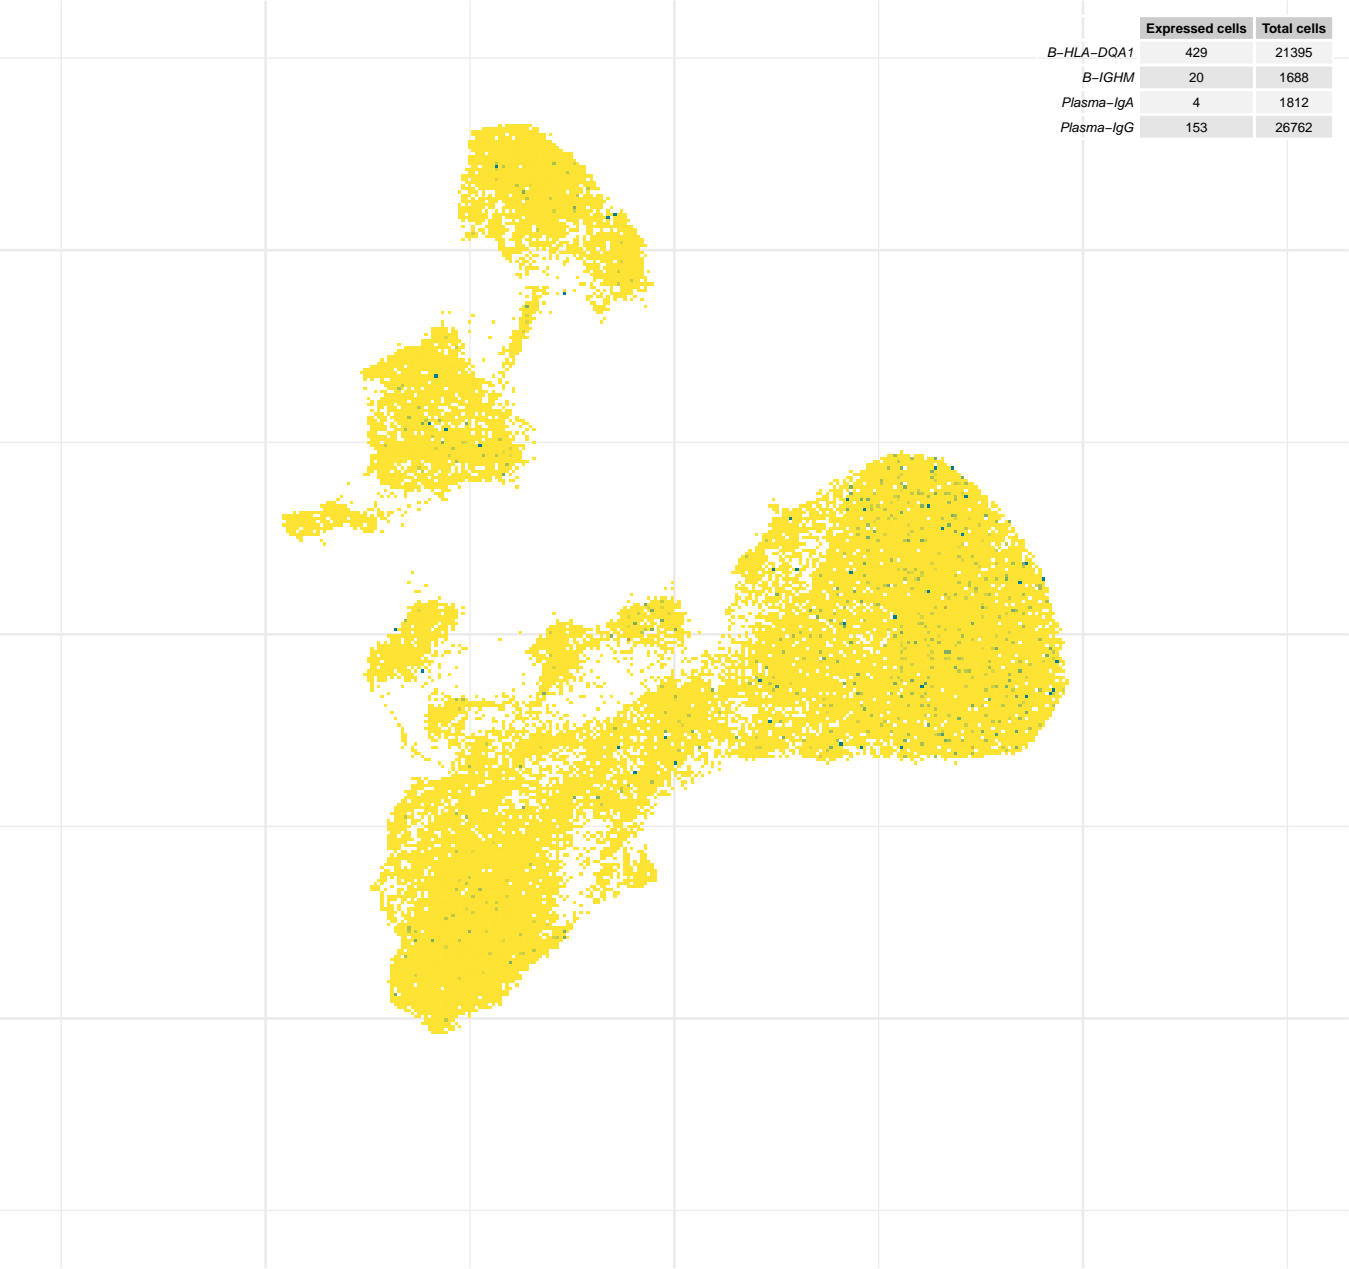 Expressed cells Total cells
B−HLA−DQA1 429 21395
B−IGHM 20 1688
Plasma−IgA 4 1812
Plasma−IgG 153 26762